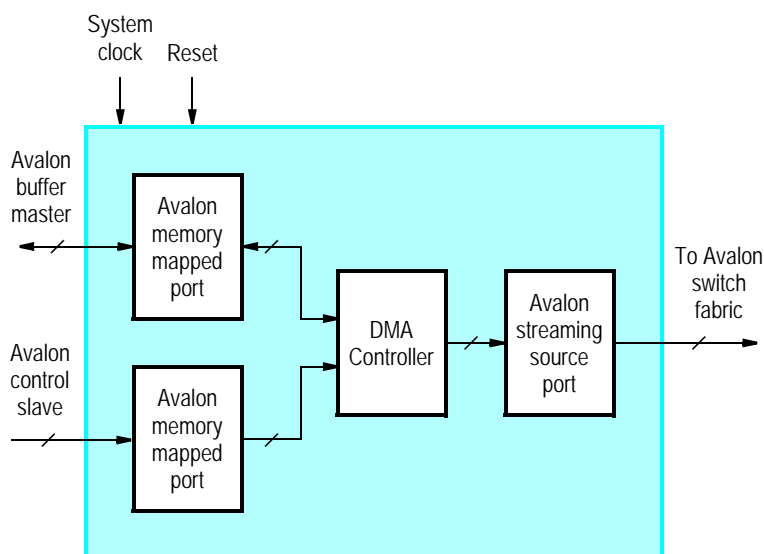 System
clock
Reset
Avalon
buffer
master
Avalon
memory
mapped
port
To Avalon
switch
fabric
DMA
Controller
Avalon
streaming
source
port
Avalon
control
slave
Avalon
memory
mapped
port